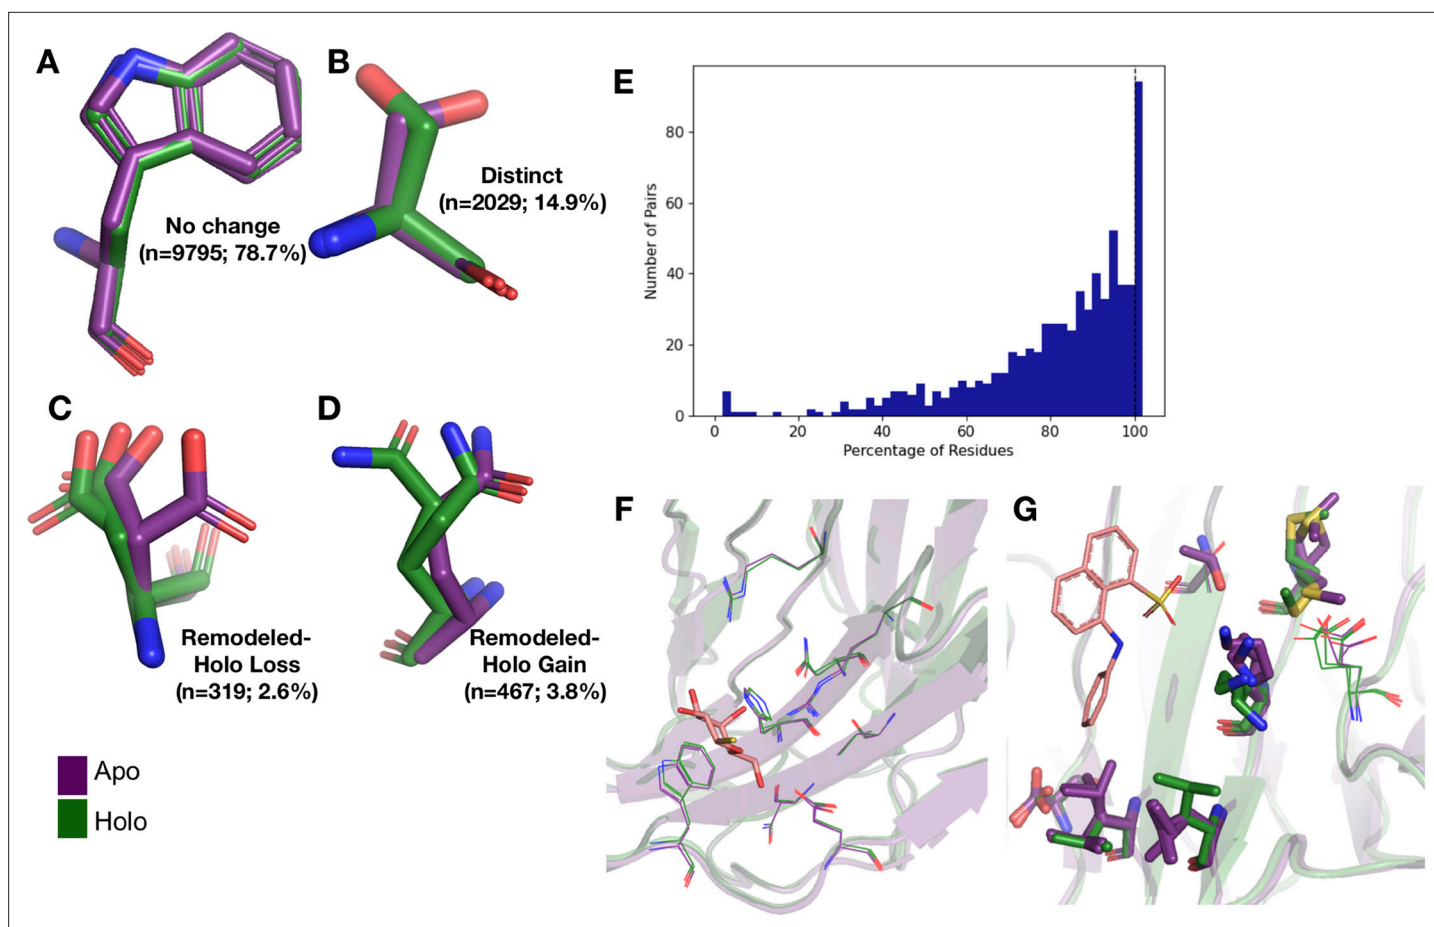 A
B
No change
(n=9795; 78.7%)
Distinct
(n=2029; 14.9%)
C
D
Remodeled-
Holo Loss
(n=319; 2.6%)
Remodeled-
Holo Gain
(n=467; 3.8%)
Apo
Holo
E
Number of Pairs
80
60
40
20
0
0 20 40 60 80 100
Percentage of Residues
F
G